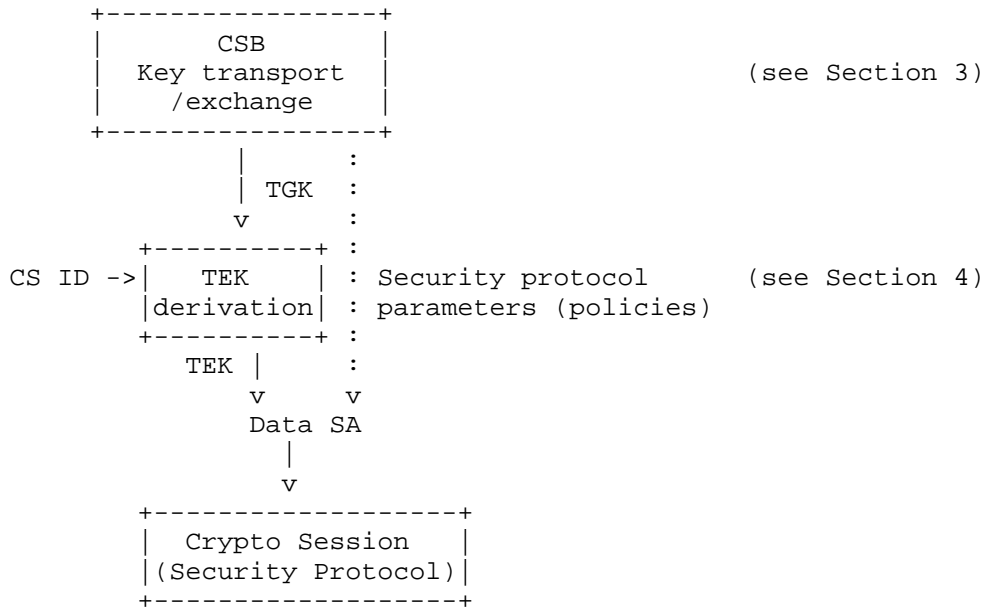 CSB
Key transport (see Section 3)
/exchange
TGK
CS ID -> TEK : Security protocol (see Section 4)
derivation : parameters (policies)
TEK
v v
Data SA
v
Crypto Session
(Security Protocol)